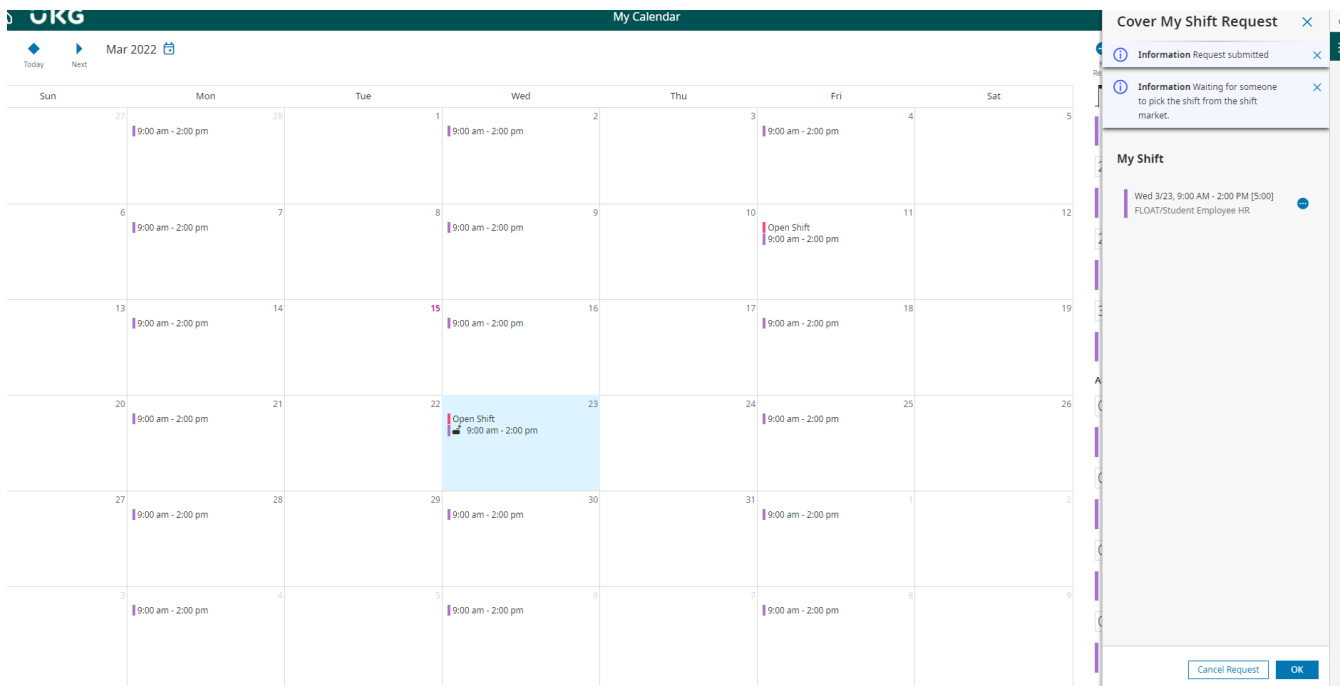 UKG
My Calendar
Today
Next
Mar 2022
Sun Mon Tue Wed Thu Fri Sat
27 28 1 2 3 4 5
9:00 am - 2:00 pm 9:00 am - 2:00 pm 9:00 am - 2:00 pm
6 7 8 9 10 11 12
9:00 am - 2:00 pm 9:00 am - 2:00 pm Open Shift
9:00 am - 2:00 pm
13 14 15 16 17 18 19
9:00 am - 2:00 pm 9:00 am - 2:00 pm 9:00 am - 2:00 pm
20 21 22 23 24 25 26
9:00 am - 2:00 pm Open Shift 9:00 am - 2:00 pm
9:00 am - 2:00 pm
27 28 29 30 31 1 2
9:00 am - 2:00 pm 9:00 am - 2:00 pm 9:00 am - 2:00 pm
3 4 5 6 7 8 9
9:00 am - 2:00 pm 9:00 am - 2:00 pm 9:00 am - 2:00 pm
Re
Cover My Shift Request
Information Request submitted
Information Waiting for someone
to pick the shift from the shift
market.
My Shift
Wed 3/23, 9:00 AM - 2:00 PM [5:00]
FLOAT/Student Employee HR
Cancel Request
OK